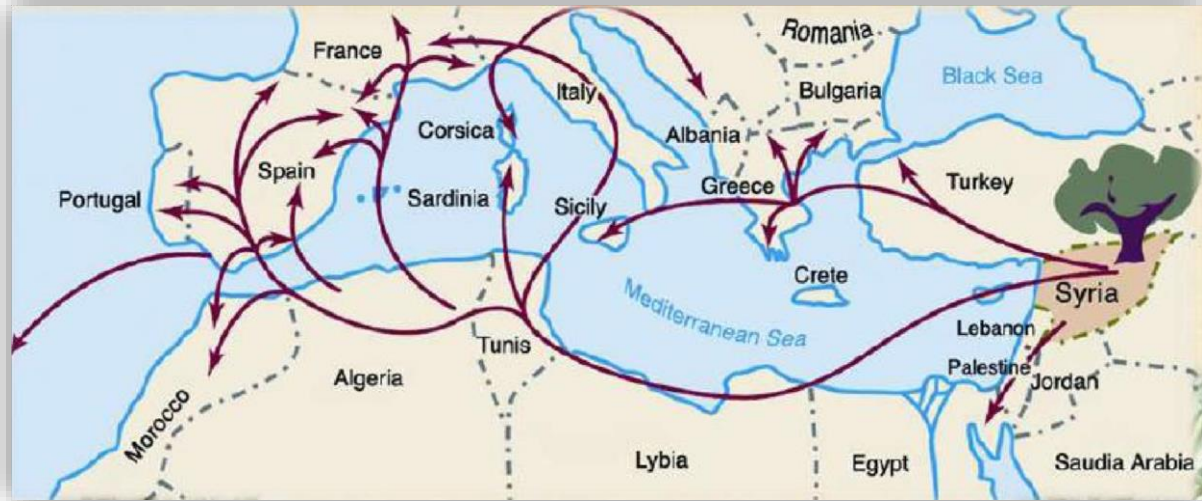 Romania
France
Black Sea
Italy
Bulgaria
Corsica
Albania
Spain
Turkey
Portugal
Sardinia
Sicily
Greece
Crete
Syria
Mediterranean Sea
Lebanon
Tunis
Palestine
Algeria
Jordan
Morocco
Lybia
Egypt
Saudia Arabia